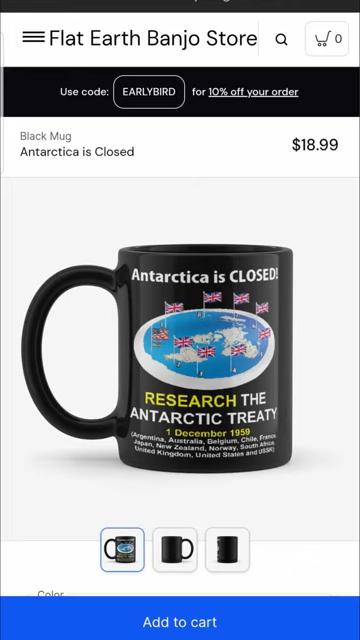 Flat Earth Banjo Store
0
Use code: EARLYBIRD for 10% off your order
Black Mug
Antarctica is Closed
$18.99
Antarctica is CLOSED!
RESEARCH THE
ANTARCTIC TREATY
1 December 1959
(Argentina, Australia, Belgium, Chile, France,
Japan, New Zealand, Norway, South Africa,
United Kingdom, United States and USSR)
Color
Add to cart